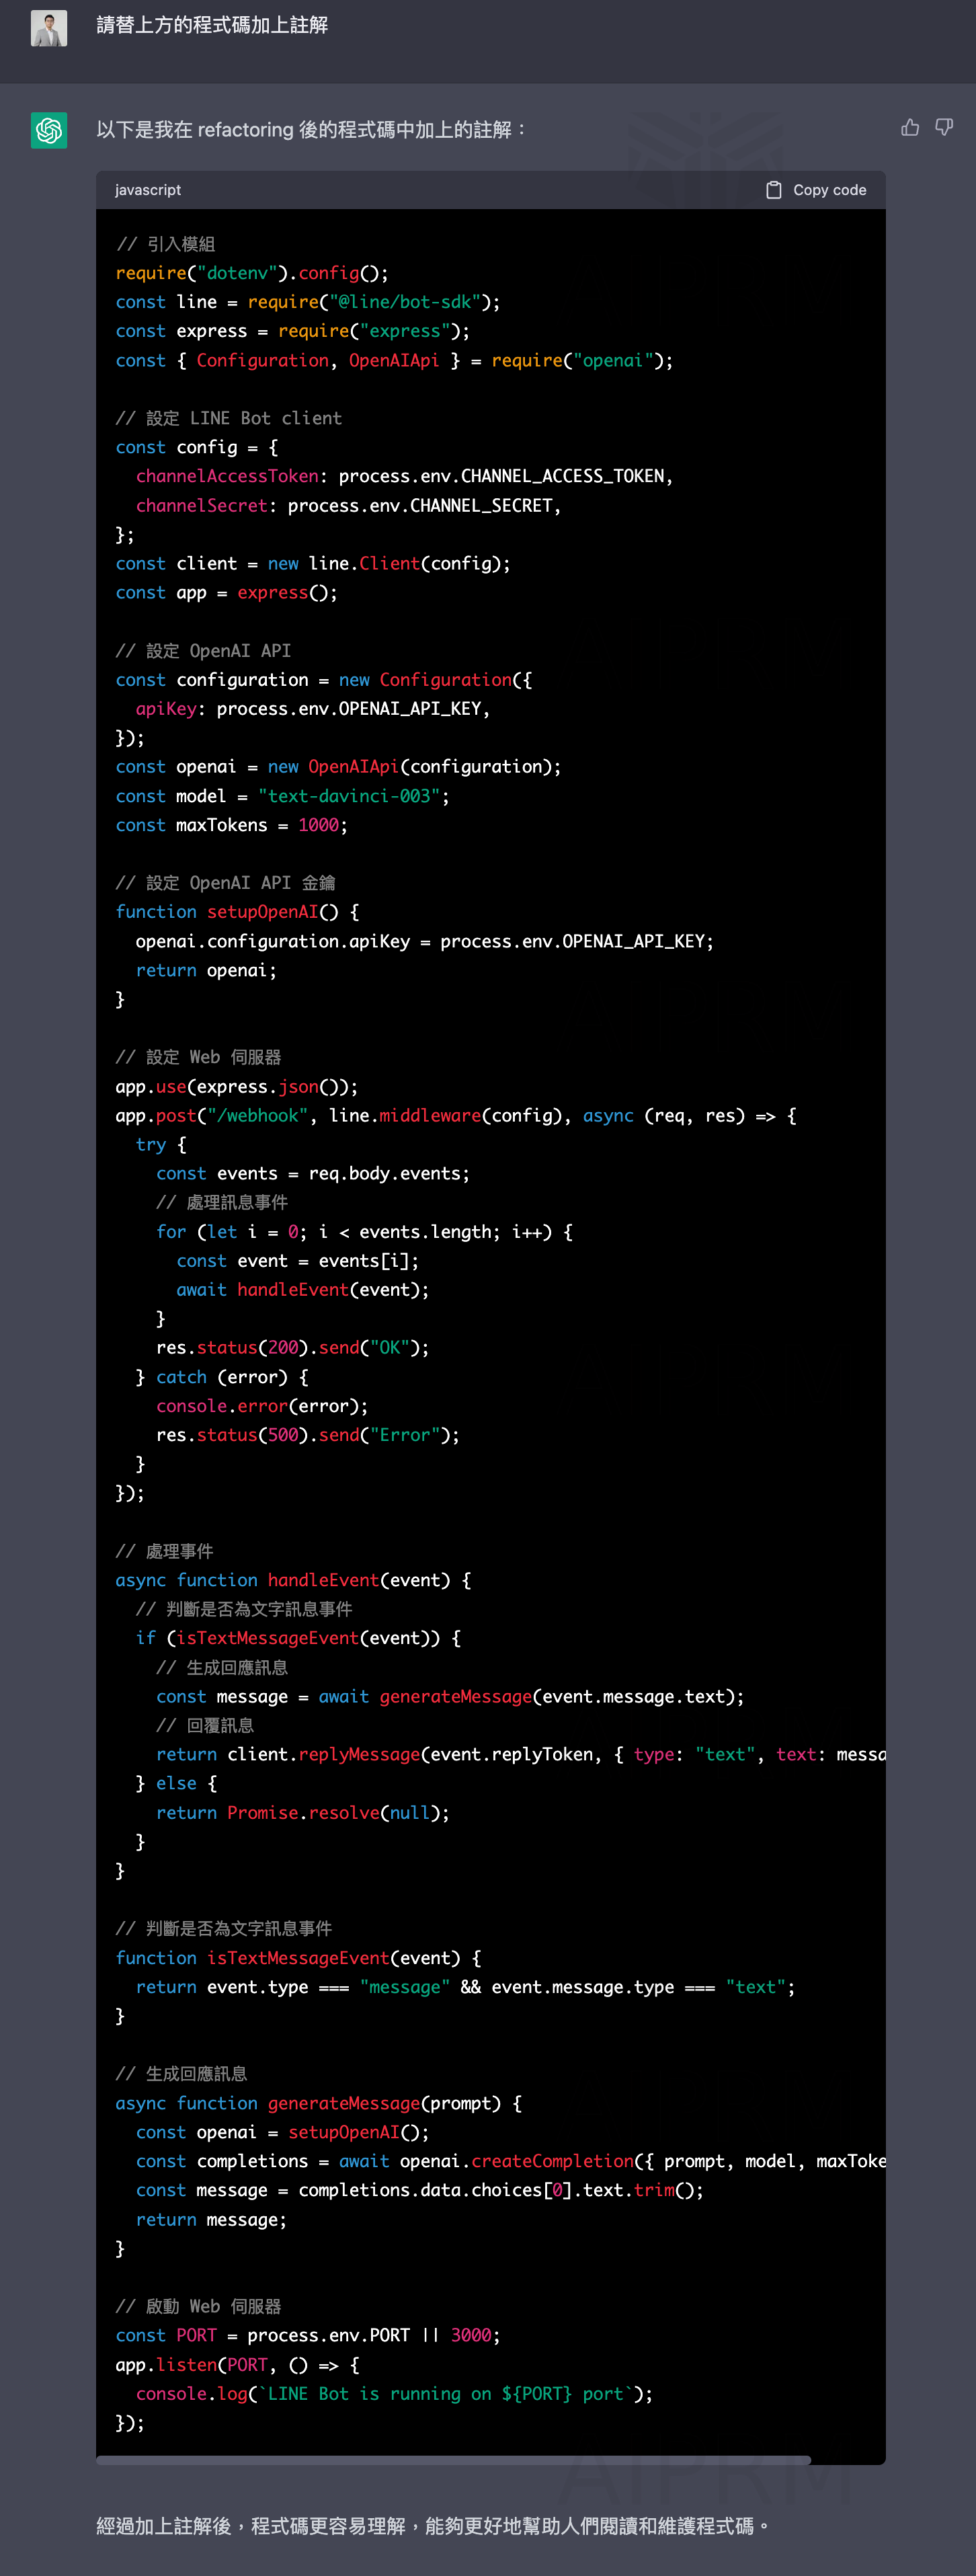 請替上方的程式碼加上註解
以下是我在 refactoring 後的程式碼中加上的註解：
javascript
Copy code
// 引入模組
require("dotenv").config();
const line = require("@line/bot-sdk");
const express = require("express");
const { Configuration, OpenAIApi } = require("openai");
// 設定 LINE Bot client
const config = {
  channelAccessToken: process.env.CHANNEL_ACCESS_TOKEN,
  channelSecret: process.env.CHANNEL_SECRET,
};
const client = new line.Client(config);
const app = express();
// 設定 OpenAI API
const configuration = new Configuration({
  apiKey: process.env.OPENAI_API_KEY,
});
const openai = new OpenAIApi(configuration);
const model = "text-davinci-003";
const maxTokens = 1000;
// 設定 OpenAI API 金鑰
function setupOpenAI() {
  openai.configuration.apiKey = process.env.OPENAI_API_KEY;
  return openai;
}
// 設定 Web 伺服器
app.use(express.json());
app.post("/webhook", line.middleware(config), async (req, res) => {
  try {
    const events = req.body.events;
    // 處理訊息事件
    for (let i = 0; i < events.length; i++) {
      const event = events[i];
      await handleEvent(event);
    }
    res.status(200).send("OK");
  } catch (error) {
    console.error(error);
    res.status(500).send("Error");
  }
});
// 處理事件
async function handleEvent(event) {
  // 判斷是否為文字訊息事件
  if (isTextMessageEvent(event)) {
    // 生成回應訊息
    const message = await generateMessage(event.message.text);
    // 回覆訊息
    return client.replyMessage(event.replyToken, { type: "text", text: messa
  } else {
    return Promise.resolve(null);
  }
}
// 判斷是否為文字訊息事件
function isTextMessageEvent(event) {
  return event.type === "message" && event.message.type === "text";
}
// 生成回應訊息
async function generateMessage(prompt) {
  const openai = setupOpenAI();
  const completions = await openai.createCompletion({ prompt, model, maxToke
  const message = completions.data.choices[0].text.trim();
  return message;
}
// 啟動 Web 伺服器
const PORT = process.env.PORT || 3000;
app.listen(PORT, () => {
  console.log(`LINE Bot is running on ${PORT} port`);
});
AIPRM
經過加上註解後，程式碼更容易理解，能夠更好地幫助人們閱讀和維護程式碼。